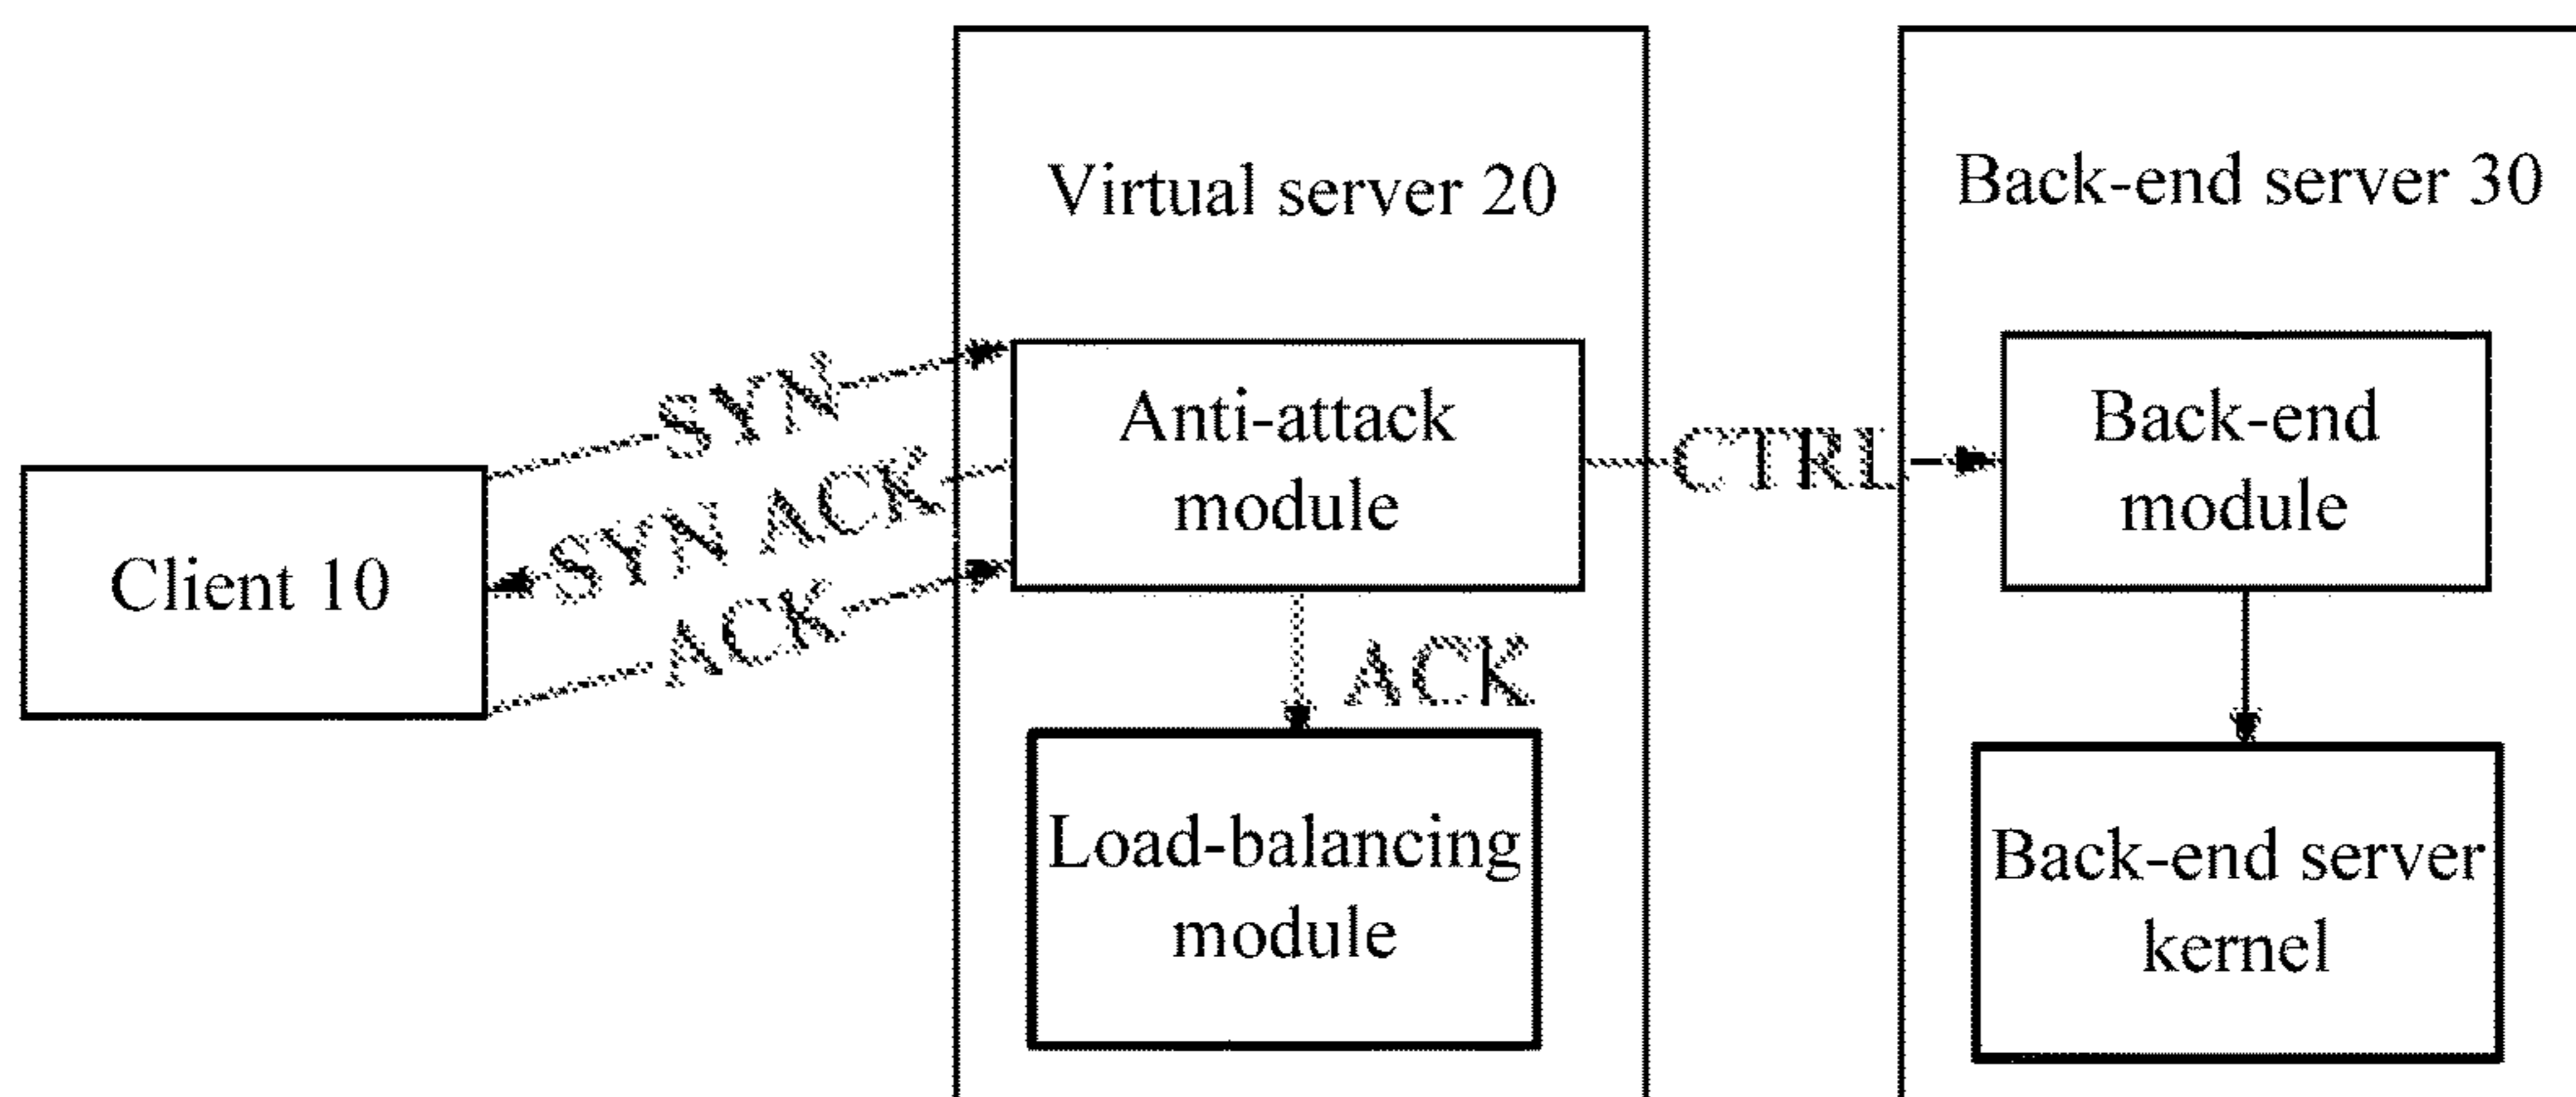 Virtual server 20
Back-end server 30
SYN
SYN ACK
ACK
Client 10
Anti-attack
module
CTRL
Back-end
module
ACK
Load-balancing
module
Back-end server
kernel